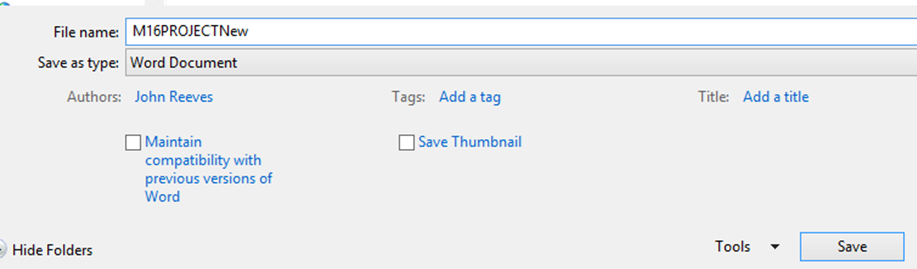 File name: M16PROJECTNew
Save as type: Word Document
Authors: John Reeves Tags: Add a tag Title: Add a title
Maintain
compatibility with
previous versions of
Word
Save Thumbnail
Hide Folders Tools Save